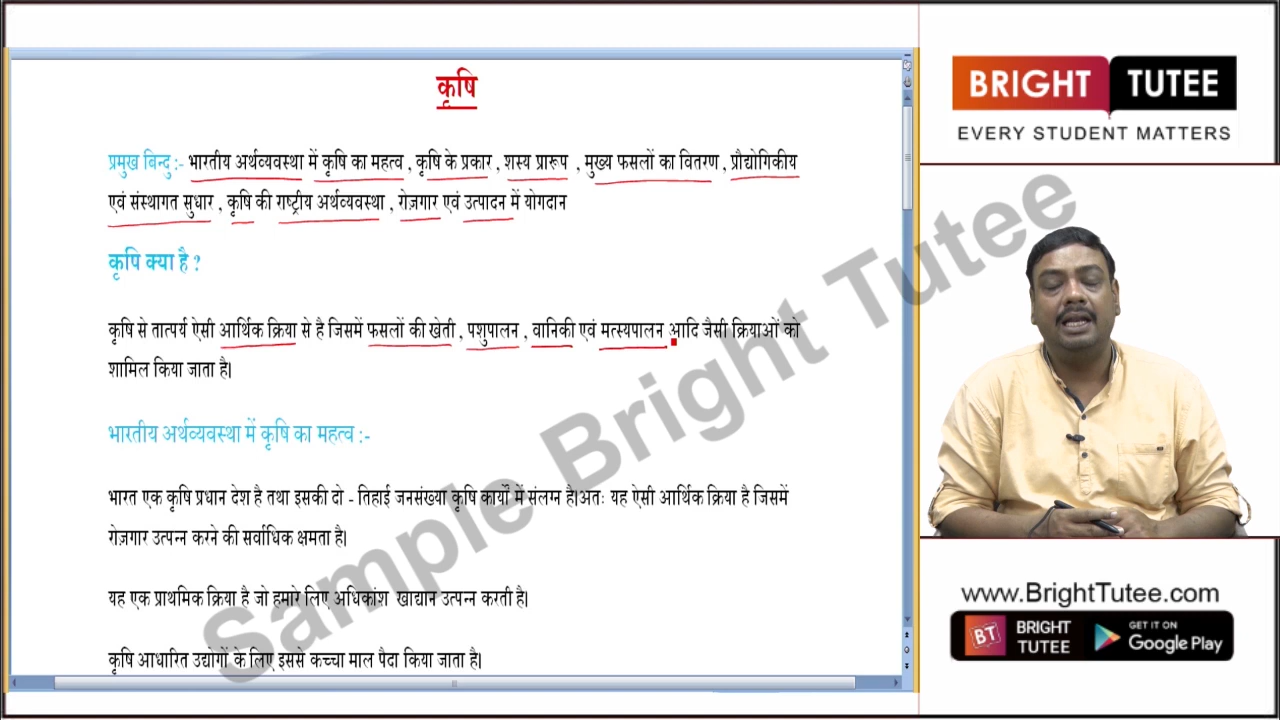 कृषि
प्रमुख बिन्दु :- भारतीय अर्थव्यवस्था में कृषि का महत्व , कृषि के प्रकार , शस्य प्रारूप , मुख्य फसलों का वितरण , प्रौद्योगिकीय
एवं संस्थागत सुधार , कृषि की राष्ट्रीय अर्थव्यवस्था , रोज़गार एवं उत्पादन में योगदान
कृषि क्या है ?
कृषि से तात्पर्य ऐसी आर्थिक क्रिया से है जिसमें फसलों की खेती , पशुपालन , वानिकी एवं मत्स्यपालन आदि जैसी क्रियाओं को
शामिल किया जाता है।
भारतीय अर्थव्यवस्था में कृषि का महत्व :-
भारत एक कृषि प्रधान देश है तथा इसकी दो - तिहाई जनसंख्या कृषि कार्यों में संलग्न है।अतः यह ऐसी आर्थिक क्रिया है जिसमें
रोज़गार उत्पन्न करने की सर्वाधिक क्षमता है।
यह एक प्राथमिक क्रिया है जो हमारे लिए अधिकांश खाद्यान उत्पन्न करती है।
कृषि आधारित उद्योगों के लिए इससे कच्चा माल पैदा किया जाता है।
Sample Bright Tutee
BRIGHT TUTEE
EVERY STUDENT MATTERS
www.BrightTutee.com
BT BRIGHT TUTEE
GET IT ON Google Play